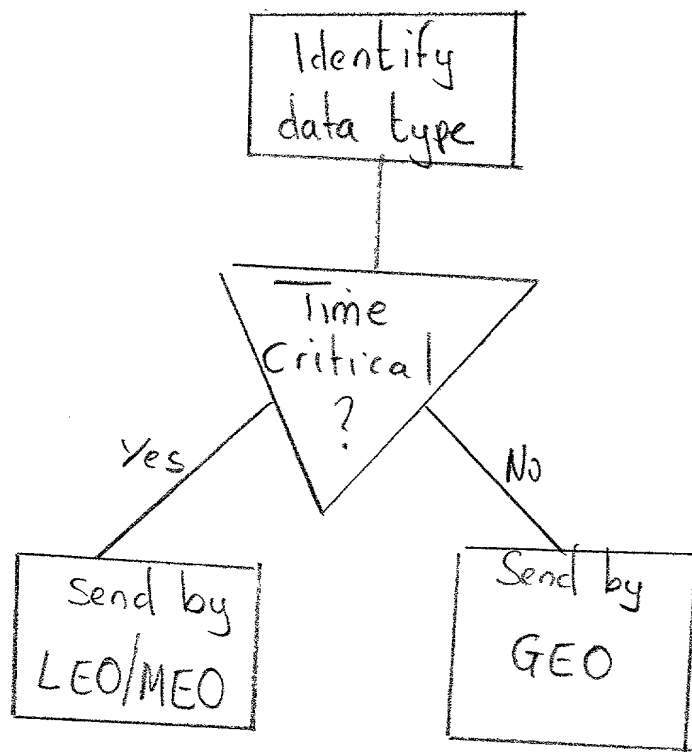 Identify
data type
Time
Critical
?
Yes
No
Send by
LEO/MEO
Send by
GEO